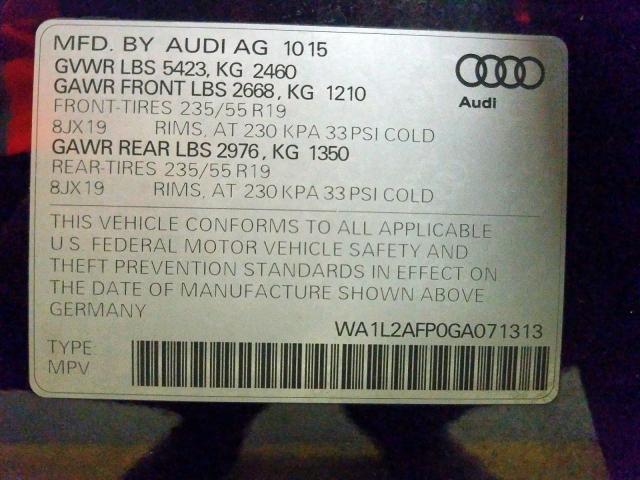 MFD. BY AUDI AG 10 15
GVWR LBS 5423, KG 2460
GAWR FRONT LBS 2668, KG 1210
FRONT-TIRES 235/55 R19
8JX19 RIMS, AT 230 KPA 33 PSI COLD
GAWR REAR LBS 2976, KG 1350
REAR-TIRES 235/55 R19
8JX19 RIMS, AT 230 KPA 33 PSI COLD
Audi
THIS VEHICLE CONFORMS TO ALL APPLICABLE
U.S. FEDERAL MOTOR VEHICLE SAFETY AND
THEFT PREVENTION STANDARDS IN EFFECT ON
THE DATE OF MANUFACTURE SHOWN ABOVE
GERMANY
WA1L2AFP0GA071313
TYPE
MPV